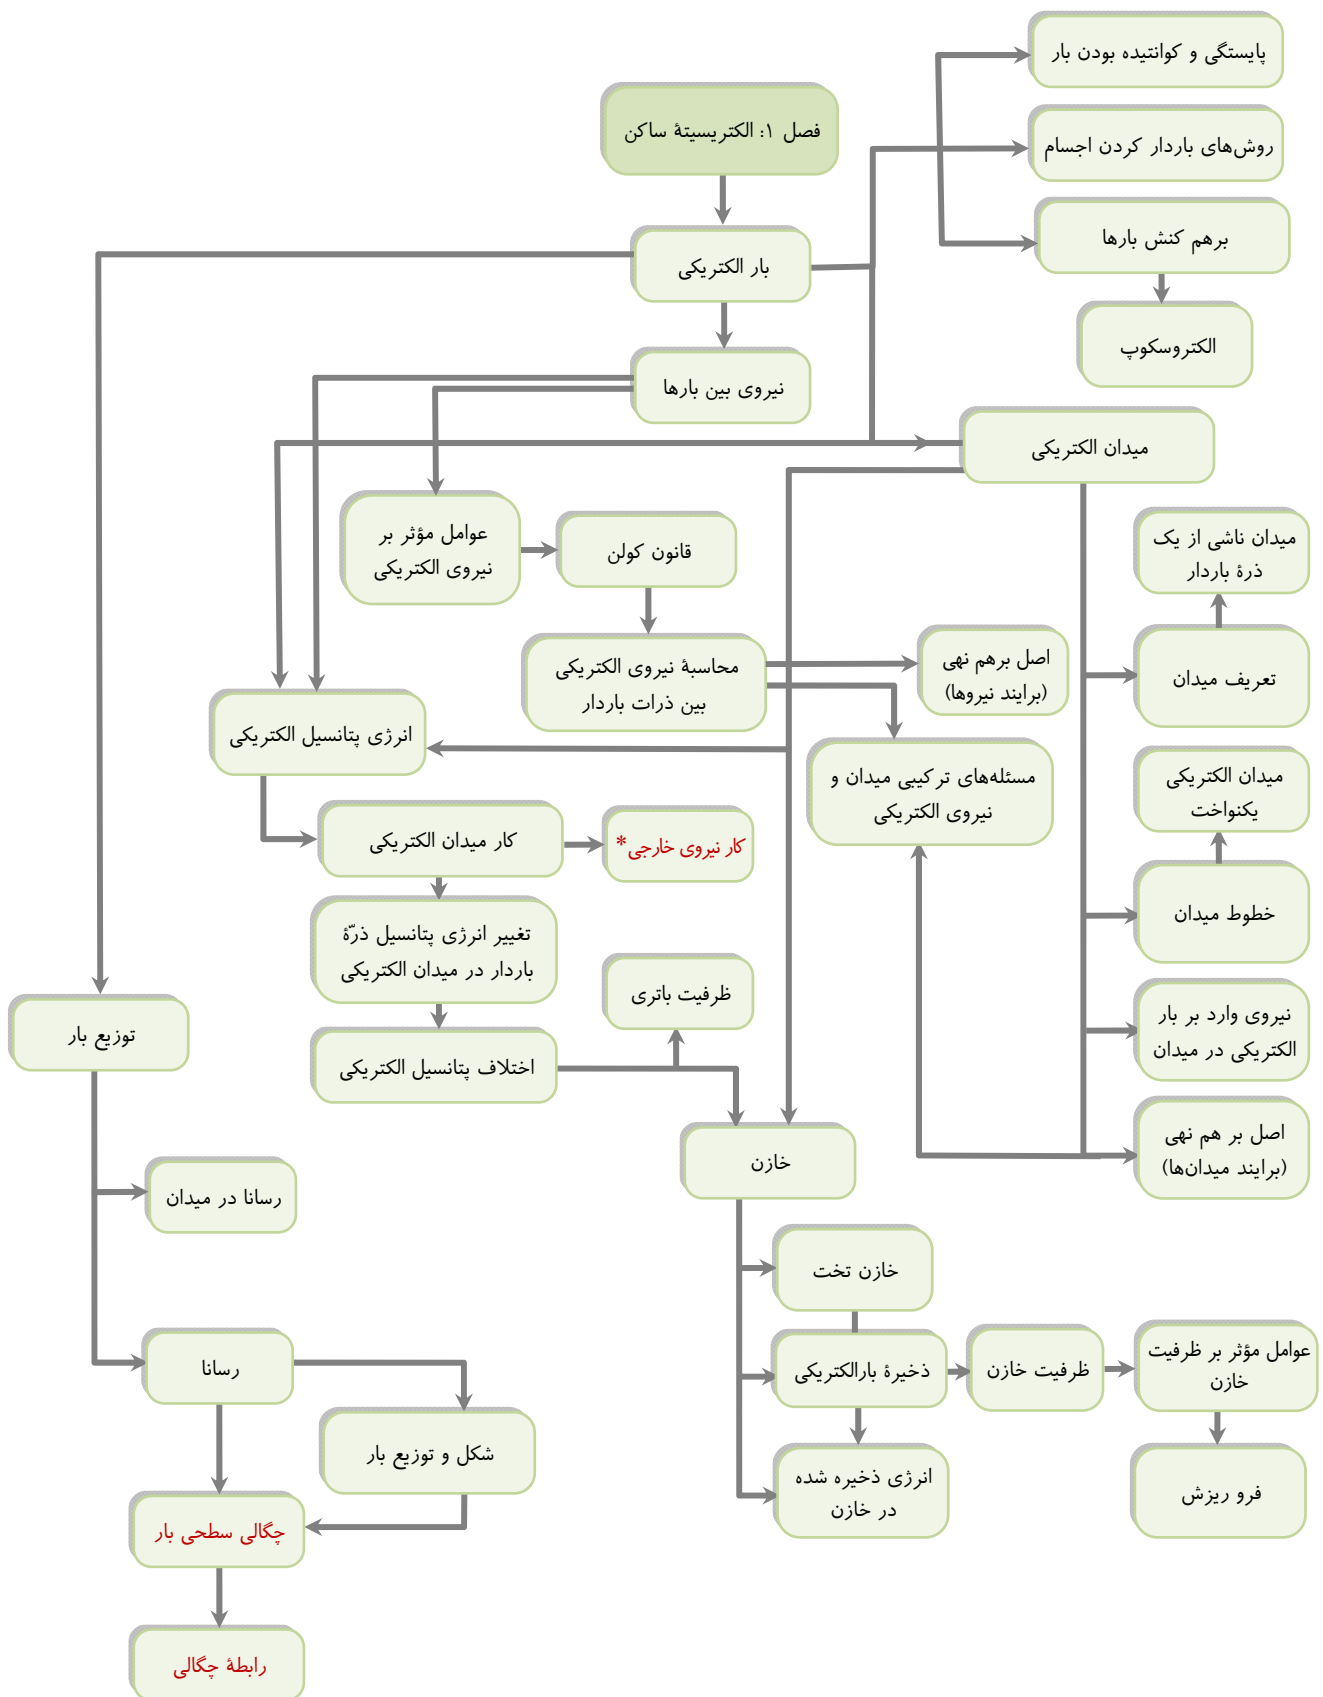 پایستگی و کوانتیده بودن بار
فصل ۱: الکتریسیتهٔ ساکن
روش‌های باردار کردن اجسام
برهم کنش بارها
بار الکتریکی
الکتروسکوپ
نیروی بین بارها
میدان الکتریکی
عوامل مؤثر بر
نیروی الکتریکی
قانون کولن
میدان ناشی از یک
ذرهٔ باردار
محاسبهٔ نیروی الکتریکی
بین ذرات باردار
اصل برهم نهی
(برایند نیروها)
تعریف میدان
انرژی پتانسیل الکتریکی
مسئله‌های ترکیبی میدان و
نیروی الکتریکی
میدان الکتریکی
یکنواخت
کار میدان الکتریکی
کار نیروی خارجی*
خطوط میدان
تغییر انرژی پتانسیل ذرّهٔ
باردار در میدان الکتریکی
ظرفیت باتری
نیروی وارد بر بار
الکتریکی در میدان
توزیع بار
اختلاف پتانسیل الکتریکی
اصل بر هم نهی
(برایند میدان‌ها)
خازن
رسانا در میدان
خازن تخت
رسانا
ذخیرهٔ بارالکتریکی
ظرفیت خازن
عوامل مؤثر بر ظرفیت
خازن
شکل و توزیع بار
انرژی ذخیره شده
در خازن
فرو ریزش
چگالی سطحی بار
رابطهٔ چگالی